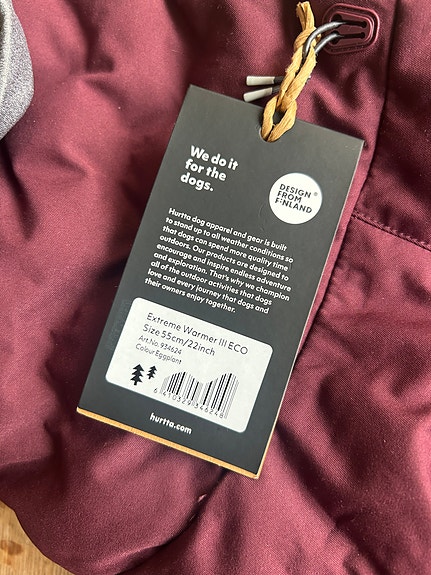 We do it
for the
dogs.
DESIGN
FROM
FINLAND
Hurtta dog apparel and gear is built
to stand up to all weather conditions so
that dogs can spend more quality time
outdoors. Our products are designed to
encourage and inspire endless adventure
and exploration. That's why we champion
all of the outdoor activities that dogs
love and every journey that dogs and
their owners enjoy together.
Extreme Warmer III ECO
Size 55cm/22inch
Art.No. 934624
Colour Eggplant
6 410329 346248
hurtta.com